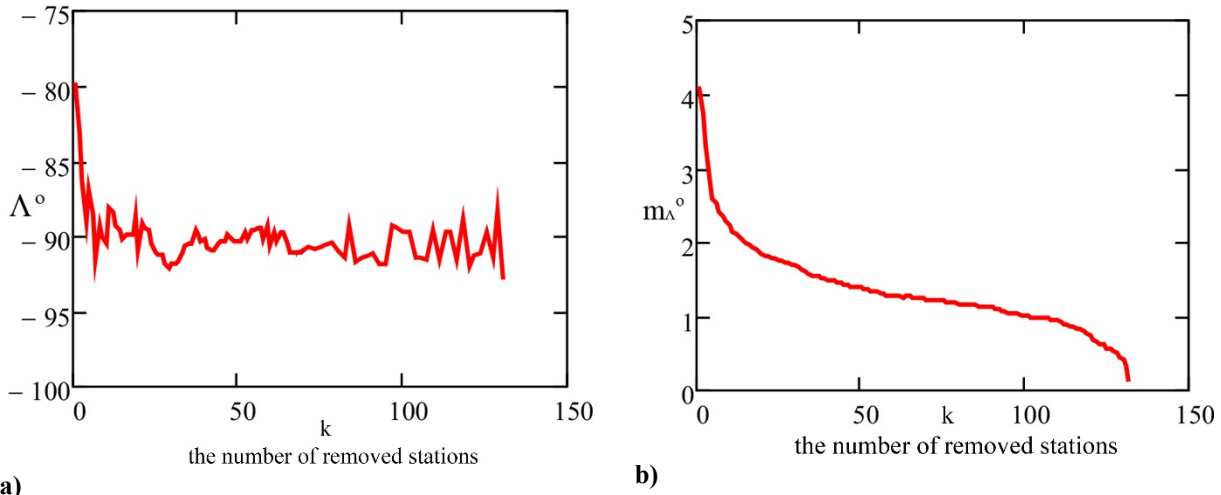 – 75
– 80
– 85
Λ°
– 90
– 95
– 100
0 50 100 150
k
the number of removed stations
a)
5
4
3
mΛ°
2
1
0
0 50 k 100 150
the number of removed stations
b)